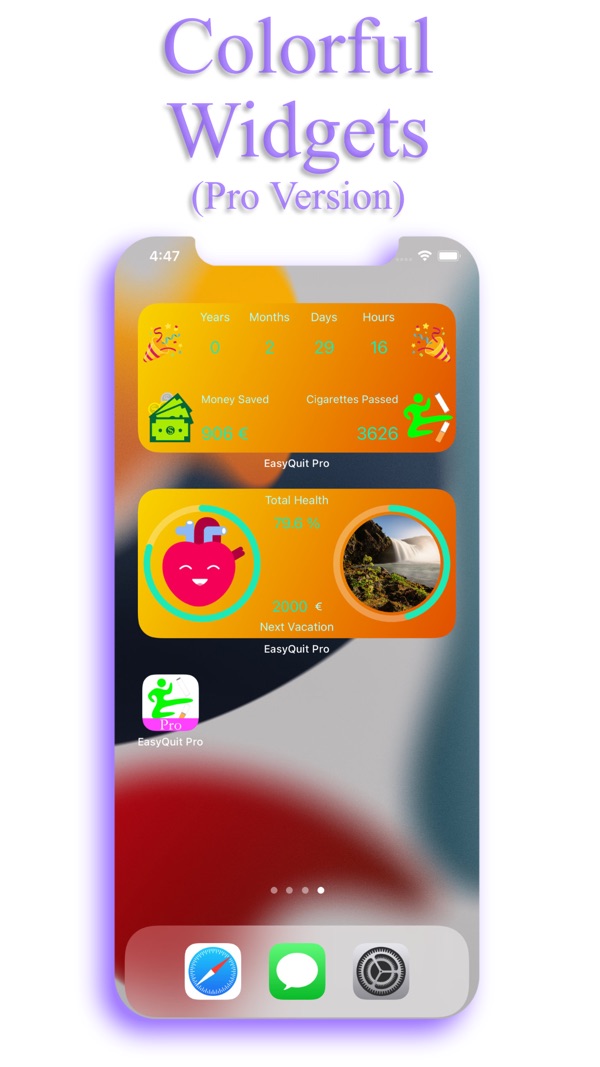 Colorful
Widgets
(Pro Version)
4:47
Years Months Days Hours
0 2 29 16
Money Saved Cigarettes Passed
906 € 3626
EasyQuit Pro
Total Health
79.6 %
2000 €
Next Vacation
EasyQuit Pro
Pro
EasyQuit Pro